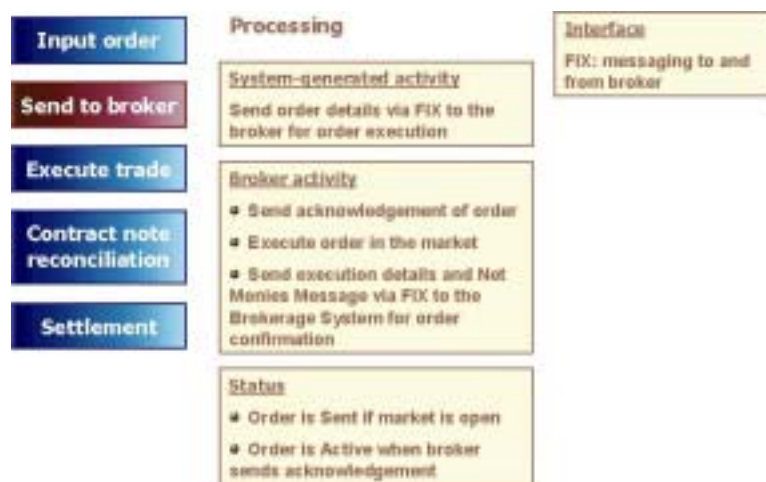 Input order
Send to broker
Execute trade
Contract note
reconciliation
Settlement
Processing
System-generated activity
Send order details via FIX to the
broker for order execution
Broker activity
Send acknowledgement of order
Execute order in the market
Send execution details and Not
Monies Message via FIX to the
Brokerage System for order
confirmation
Status
Order is Sent if market is open
Order is Active when broker
sends acknowledgement
Interface
FIX: messaging to and
from broker